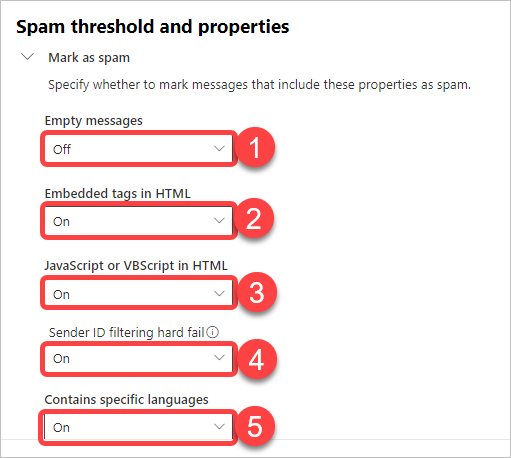 Spam threshold and properties
Mark as spam
Specify whether to mark messages that include these properties as spam.
Empty messages
Off
1
Embedded tags in HTML
On
2
JavaScript or VBScript in HTML
On
3
Sender ID filtering hard fail
On
4
Contains specific languages
On
5